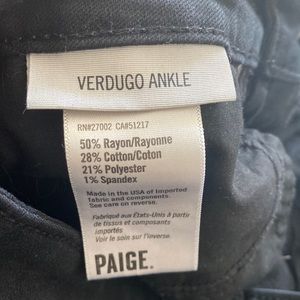 VERDUGO ANKLE
RN#27002 CA#51217
50% Rayon/Rayonne
28% Cotton/Coton
21% Polyester
1% Spandex
Made in the USA of Imported
fabric and components.
See care on reverse.
Fabriqué aux États-Unis à partir
de tissus et composants
importés
Voir le soin sur l'inverse.
PAIGE.